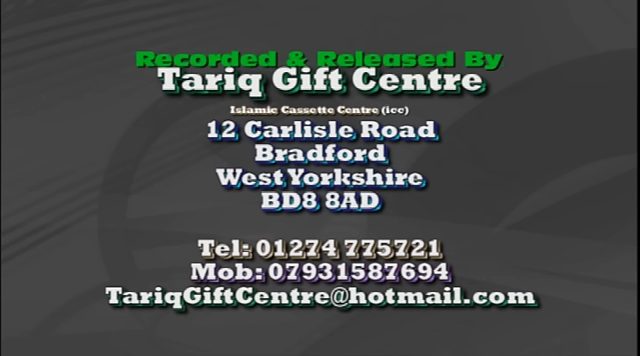 Recorded & Released By
Tariq Gift Centre
Islamic Cassette Centre (icc)
12 Carlisle Road
Bradford
West Yorkshire
BD8 8AD
Tel: 01274 775721
Mob: 07931587694
TariqGiftCentre@hotmail.com